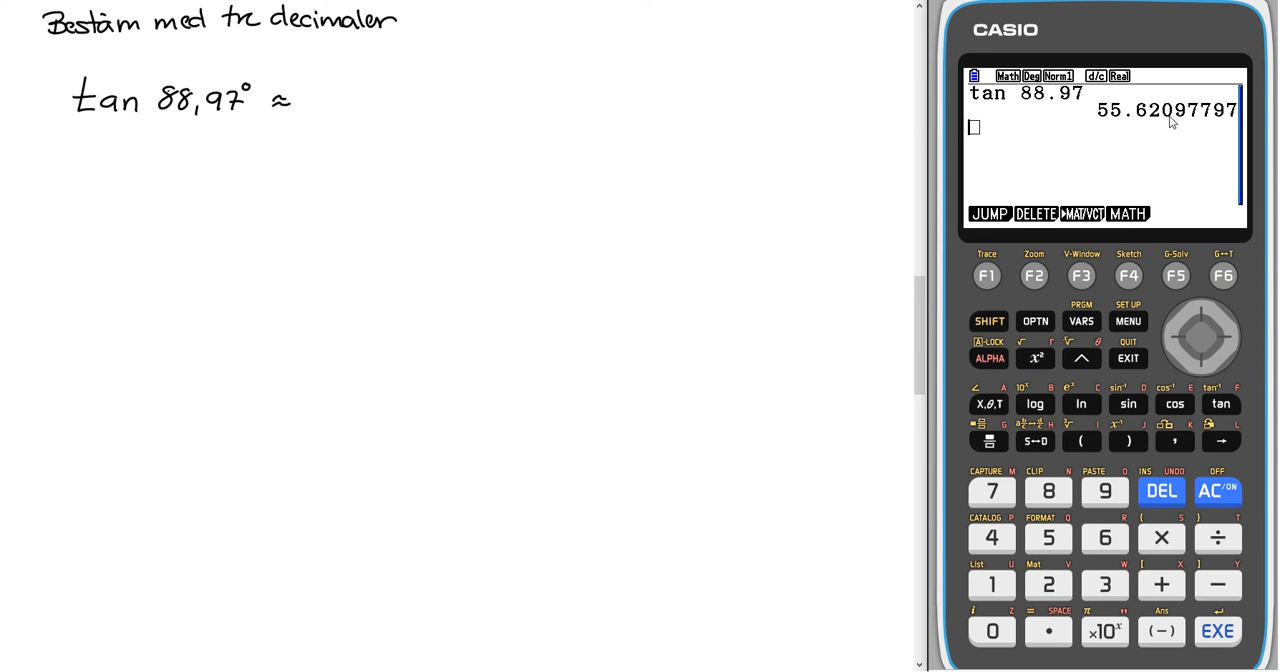 Bestäm med tre decimaler
tan 88,97° ≈
CASIO
Math Deg Norm1 d/c Real
tan 88.97
55.62097797
JUMP DELETE ▶MAT/VCT MATH
Trace Zoom V-Window Sketch G-Solv G↔T
F1 F2 F3 F4 F5 F6
PRGM SET UP
SHIFT OPTN VARS MENU
A-LOCK √ r ∛ θ QUIT
ALPHA x² ^ EXIT
∠ A 10ˣ B eˣ C sin⁻¹ D cos⁻¹ E tan⁻¹ F
X,θ,T log ln sin cos tan
G a b/c↔d/c H ∛ I x⁻¹ J K L
S↔D ( ) , →
CAPTURE M CLIP N PASTE O INS UNDO OFF
7 8 9 DEL AC/ON
CATALOG P FORMAT Q R { S } T
4 5 6 × ÷
List U Mat V W [ X ] Y
1 2 3 + −
i Z = SPACE π " Ans ↵
0 • ×10ˣ (−) EXE